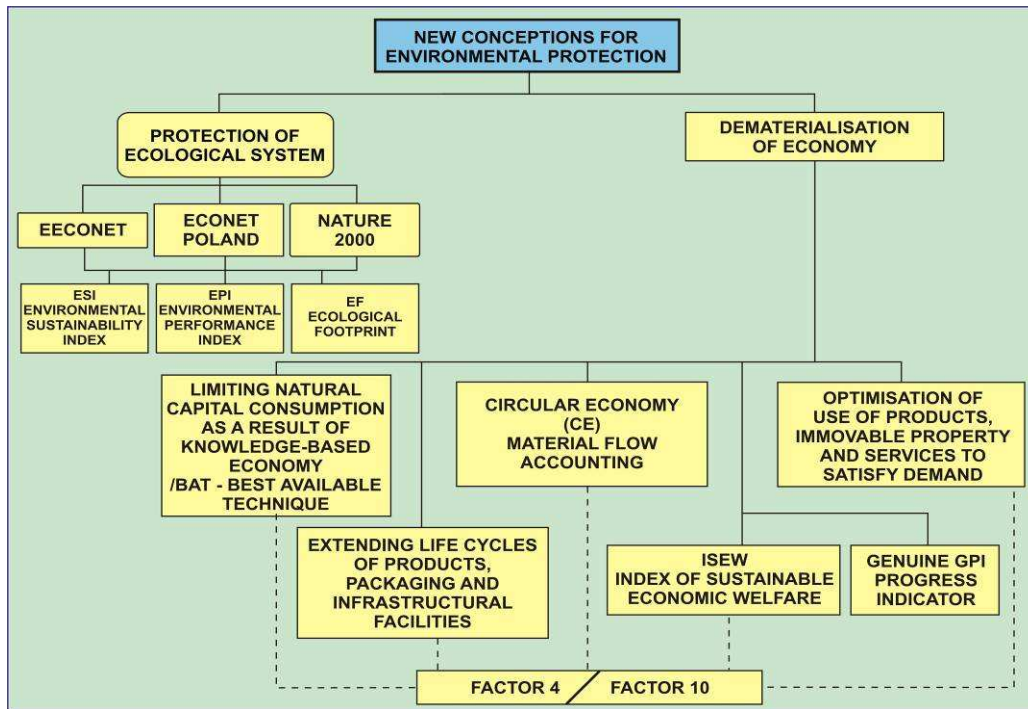 NEW CONCEPTIONS FOR
ENVIRONMENTAL PROTECTION
PROTECTION OF
ECOLOGICAL SYSTEM
DEMATERIALISATION
OF ECONOMY
EECONET
ECONET
POLAND
NATURE
2000
ESI
ENVIRONMENTAL
SUSTAINABILITY
INDEX
EPI
ENVIRONMENTAL
PERFORMANCE
INDEX
EF
ECOLOGICAL
FOOTPRINT
LIMITING NATURAL
CAPITAL CONSUMPTION
AS A RESULT OF
KNOWLEDGE-BASED
ECONOMY
/BAT - BEST AVAILABLE
TECHNIQUE
CIRCULAR ECONOMY
(CE)
MATERIAL FLOW
ACCOUNTING
OPTIMISATION OF
USE OF PRODUCTS,
IMMOVABLE PROPERTY
AND SERVICES TO
SATISFY DEMAND
EXTENDING LIFE CYCLES
OF PRODUCTS,
PACKAGING AND
INFRASTRUCTURAL
FACILITIES
ISEW
INDEX OF SUSTAINABLE
ECONOMIC WELFARE
GENUINE GPI
PROGRESS
INDICATOR
FACTOR 4 / FACTOR 10